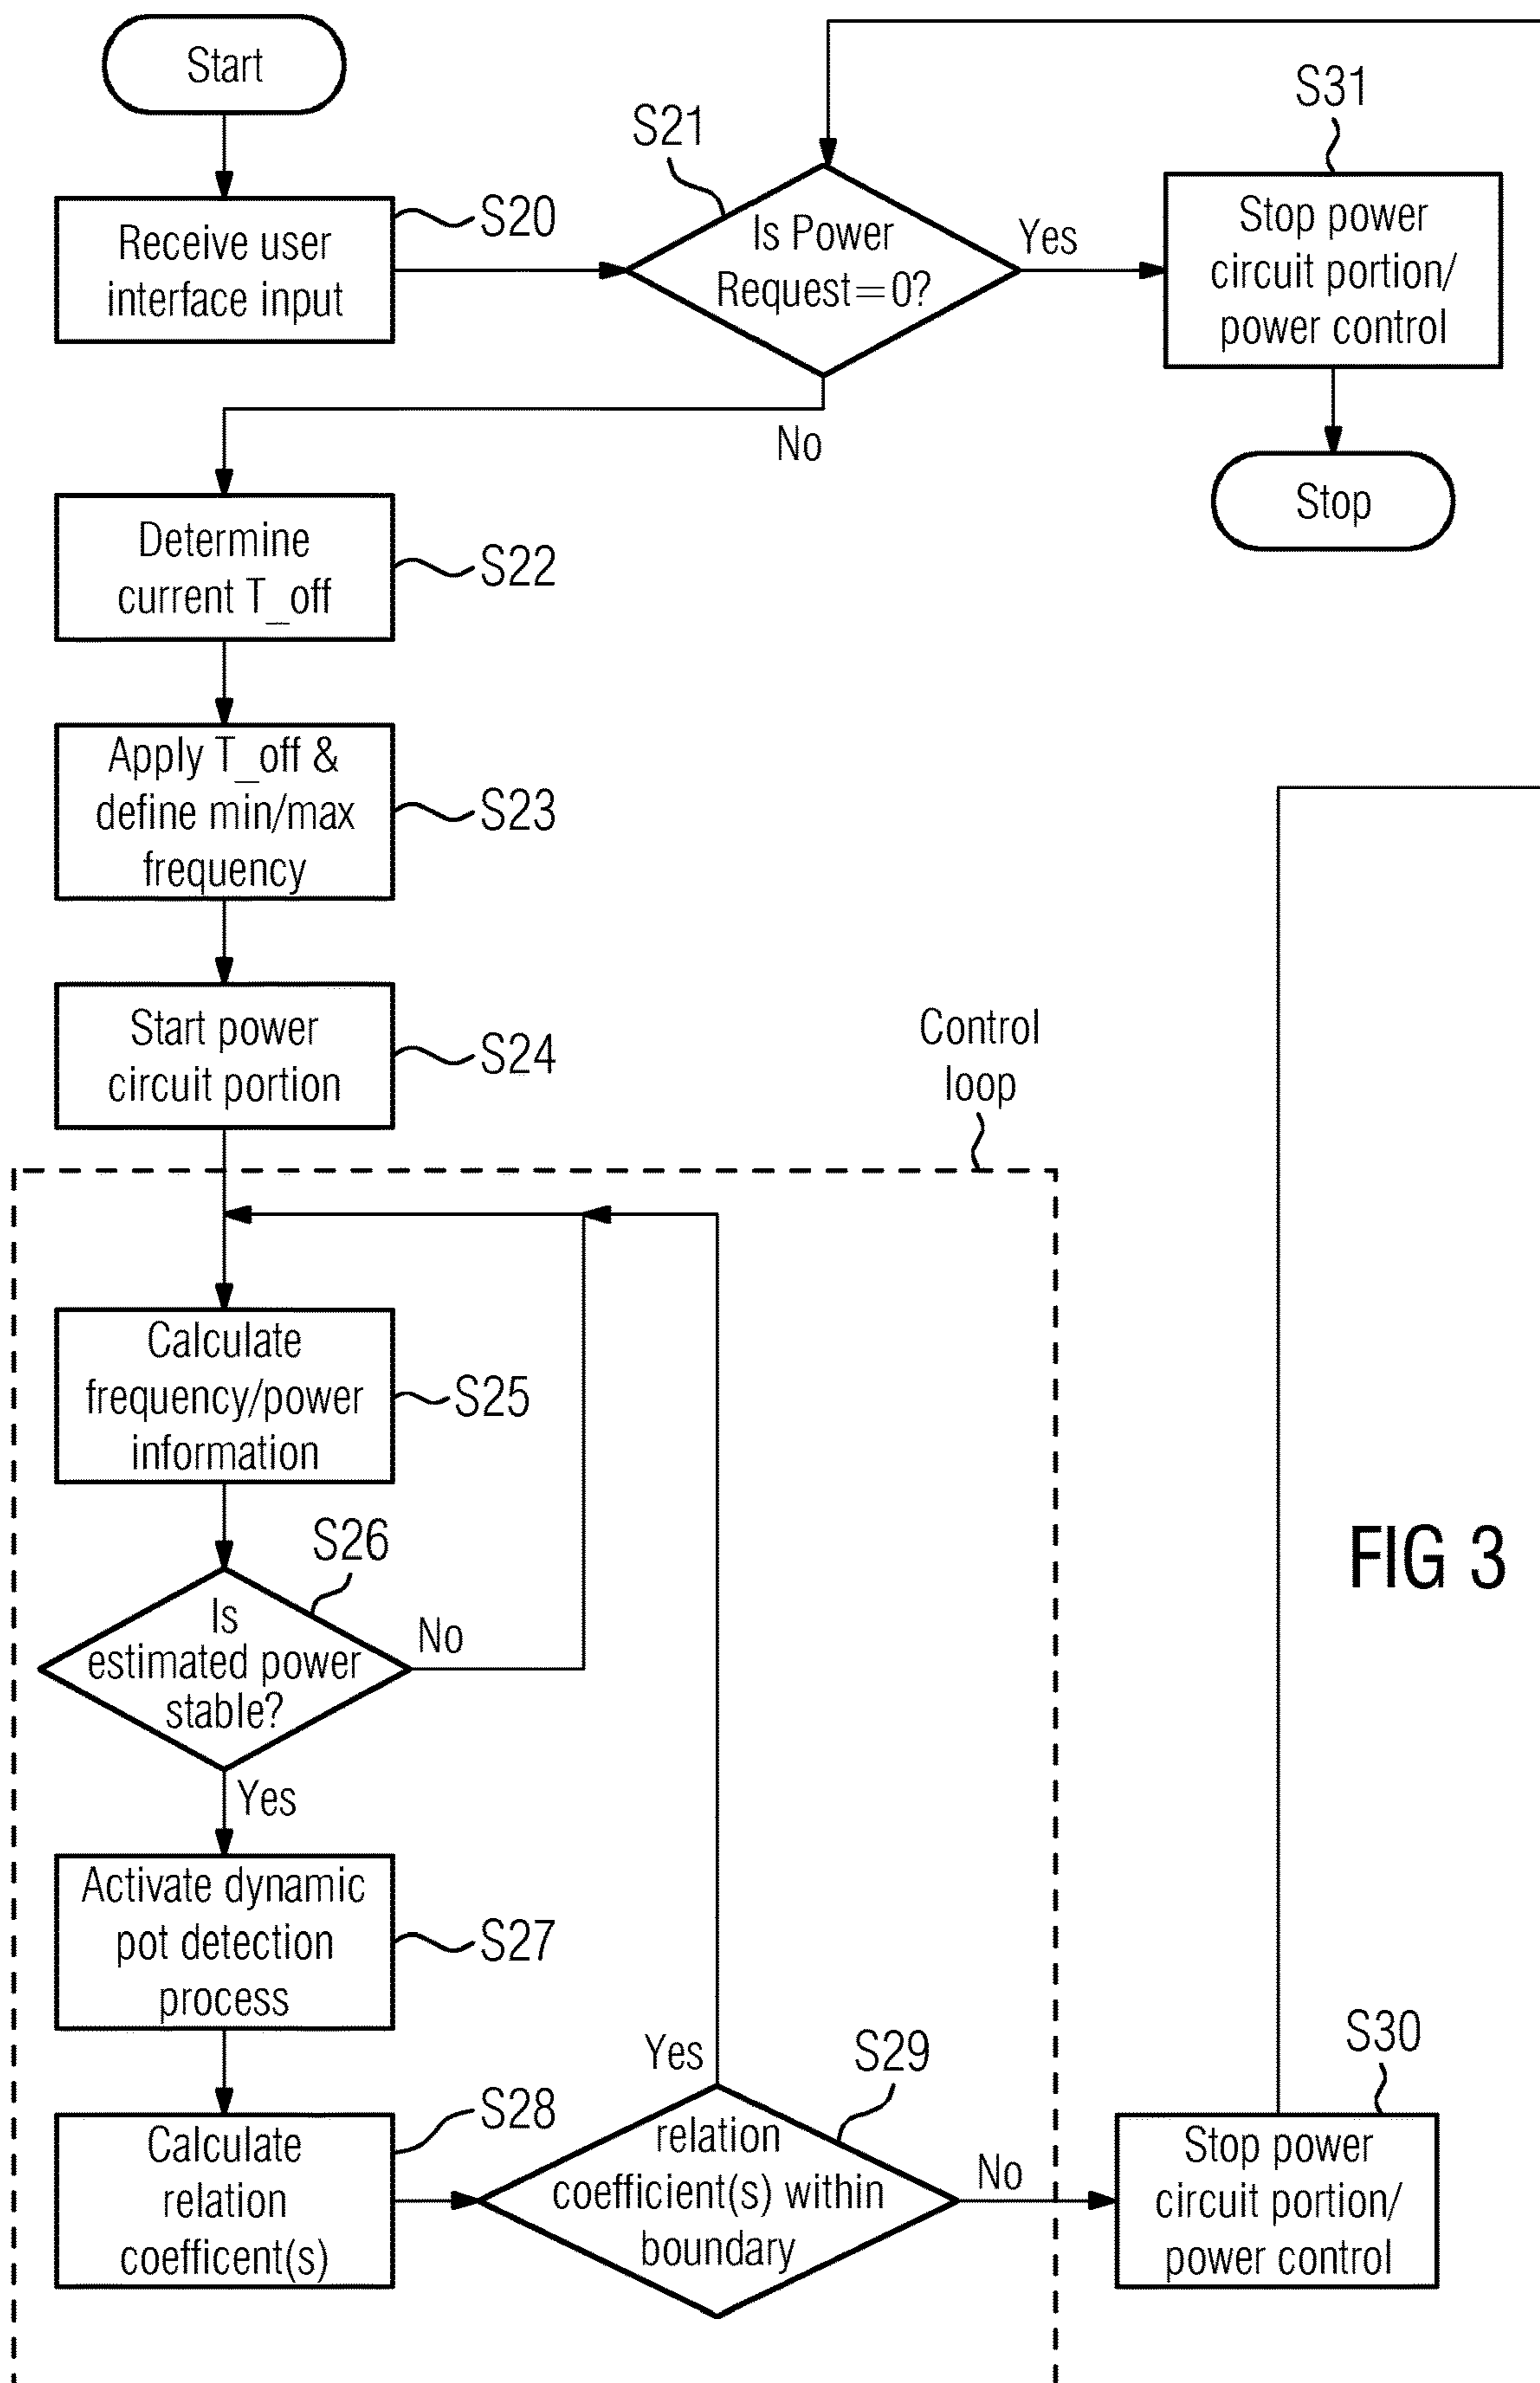 Start
S20
Receive user
interface input
S21
Is Power
Request=0?
Yes
No
S31
Stop power
circuit portion/
power control
Stop
Determine
current T_off
S22
Apply T_off &
define min/max
frequency
S23
Start power
circuit portion
S24
Control
loop
Calculate
frequency/power
information
S25
S26
Is
estimated power
stable?
No
Yes
Activate dynamic
pot detection
process
S27
Calculate
relation
coefficent(s)
S28
Yes
S29
relation
coefficient(s) within
boundary
No
S30
Stop power
circuit portion/
power control
FIG 3